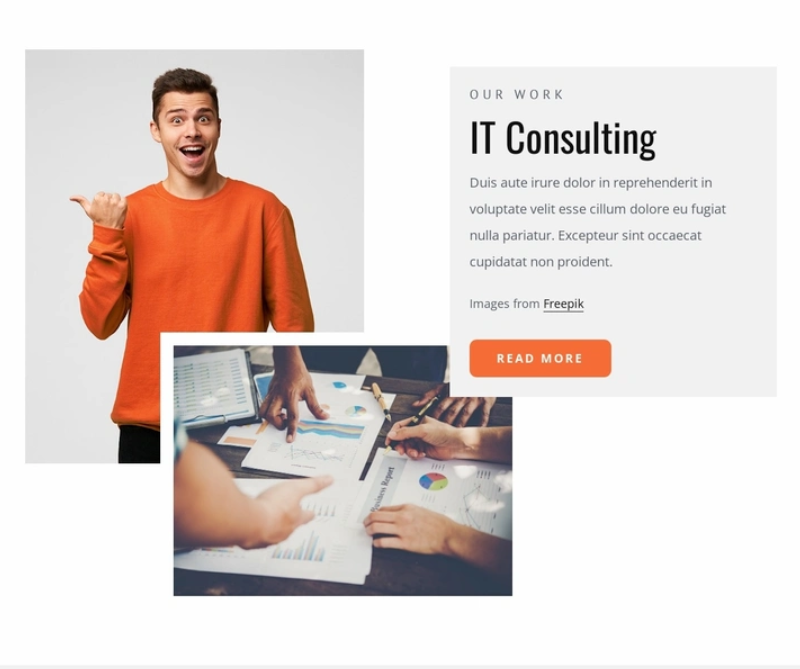 OUR WORK
IT Consulting
Duis aute irure dolor in reprehenderit in
voluptate velit esse cillum dolore eu fugiat
nulla pariatur. Excepteur sint occaecat
cupidatat non proident.
Images from Freepik
READ MORE
Business Report